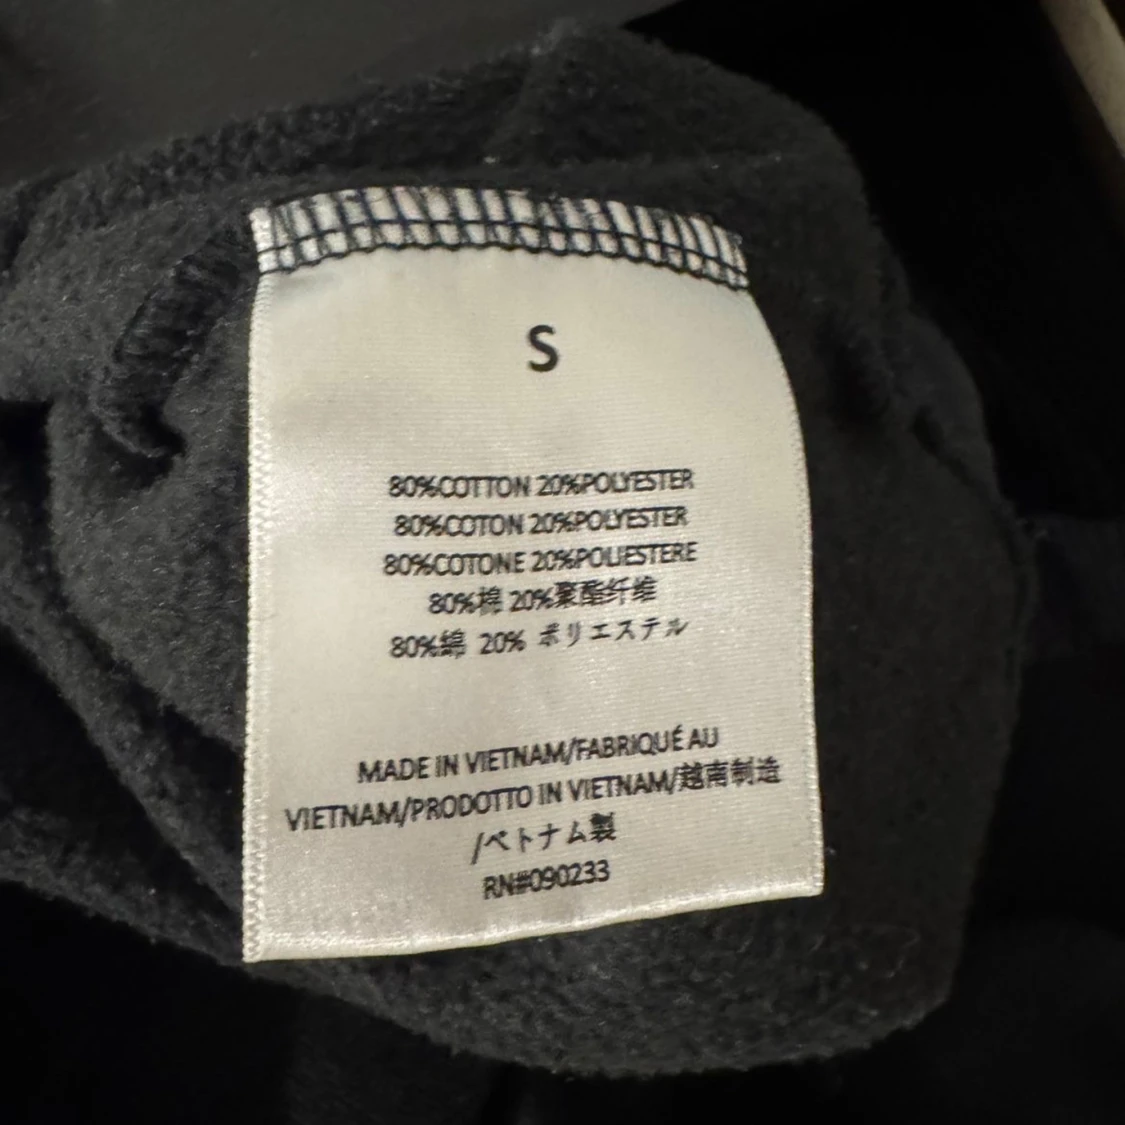 S
80%COTTON 20%POLYESTER
80%COTON 20%POLYESTER
80%COTONE 20%POLIESTERE
80%棉 20%聚酯纤维
80%綿 20% ポリエステル
MADE IN VIETNAM/FABRIQUÉ AU
VIETNAM/PRODOTTO IN VIETNAM/越南制造
/ベトナム製
RN#090233